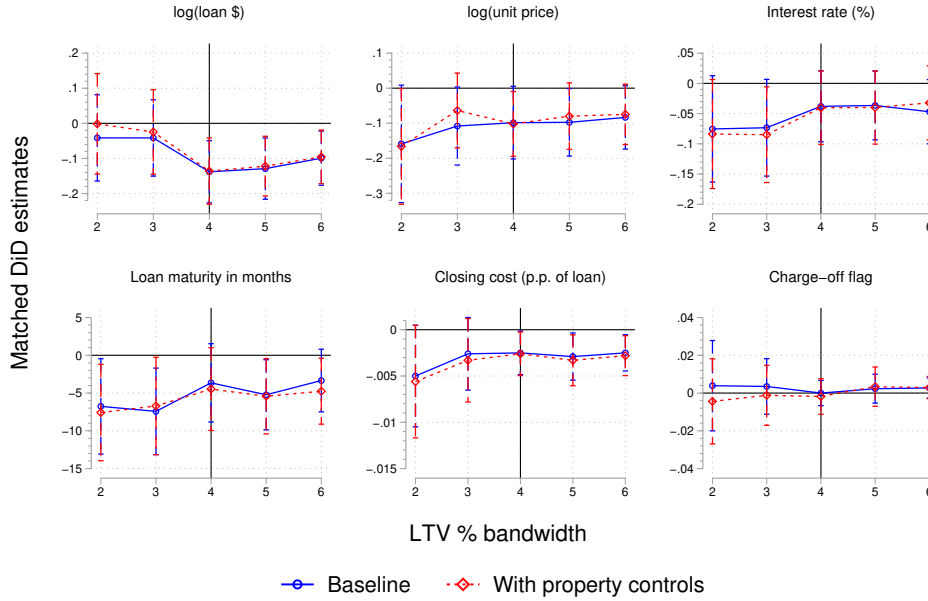 log(loan $)
log(unit price)
Interest rate (%)
.2
.1
0
-.1
-.2
2 3 4 5 6
.1
0
-.1
-.2
-.3
2 3 4 5 6
.05
0
-.05
-.1
-.15
-.2
2 3 4 5 6
Matched DiD estimates
Loan maturity in months
Closing cost (p.p. of loan)
Charge-off flag
5
0
-5
-10
-15
2 3 4 5 6
0
-.005
-.01
-.015
2 3 4 5 6
.04
.02
0
-.02
-.04
2 3 4 5 6
LTV % bandwidth
Baseline
With property controls